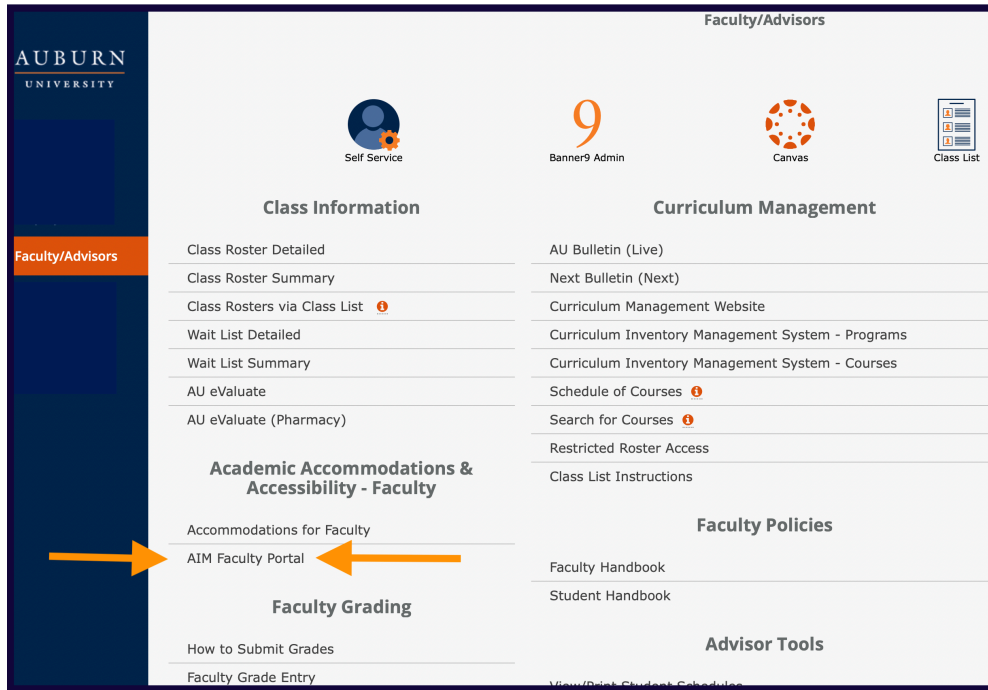 Faculty/Advisors
AUBURN
UNIVERSITY
Self Service
9
Banner9 Admin
Canvas
Class List
Faculty/Advisors
Class Information
Class Roster Detailed
Class Roster Summary
Class Rosters via Class List
Wait List Detailed
Wait List Summary
AU eValuate
AU eValuate (Pharmacy)
Academic Accommodations &
Accessibility - Faculty
Accommodations for Faculty
AIM Faculty Portal
Faculty Grading
How to Submit Grades
Faculty Grade Entry
Curriculum Management
AU Bulletin (Live)
Next Bulletin (Next)
Curriculum Management Website
Curriculum Inventory Management System - Programs
Curriculum Inventory Management System - Courses
Schedule of Courses
Search for Courses
Restricted Roster Access
Class List Instructions
Faculty Policies
Faculty Handbook
Student Handbook
Advisor Tools
View/Print Student Schedules